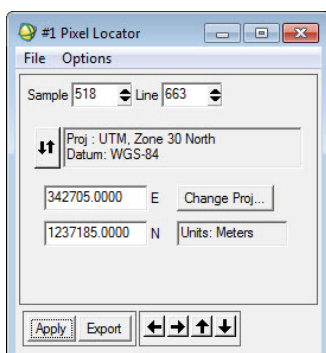 #1 Pixel Locator
File Options
Sample 518 Line 663
Proj : UTM, Zone 30 North
Datum: WGS-84
342705.0000 E Change Proj...
1237185.0000 N Units: Meters
Apply Export